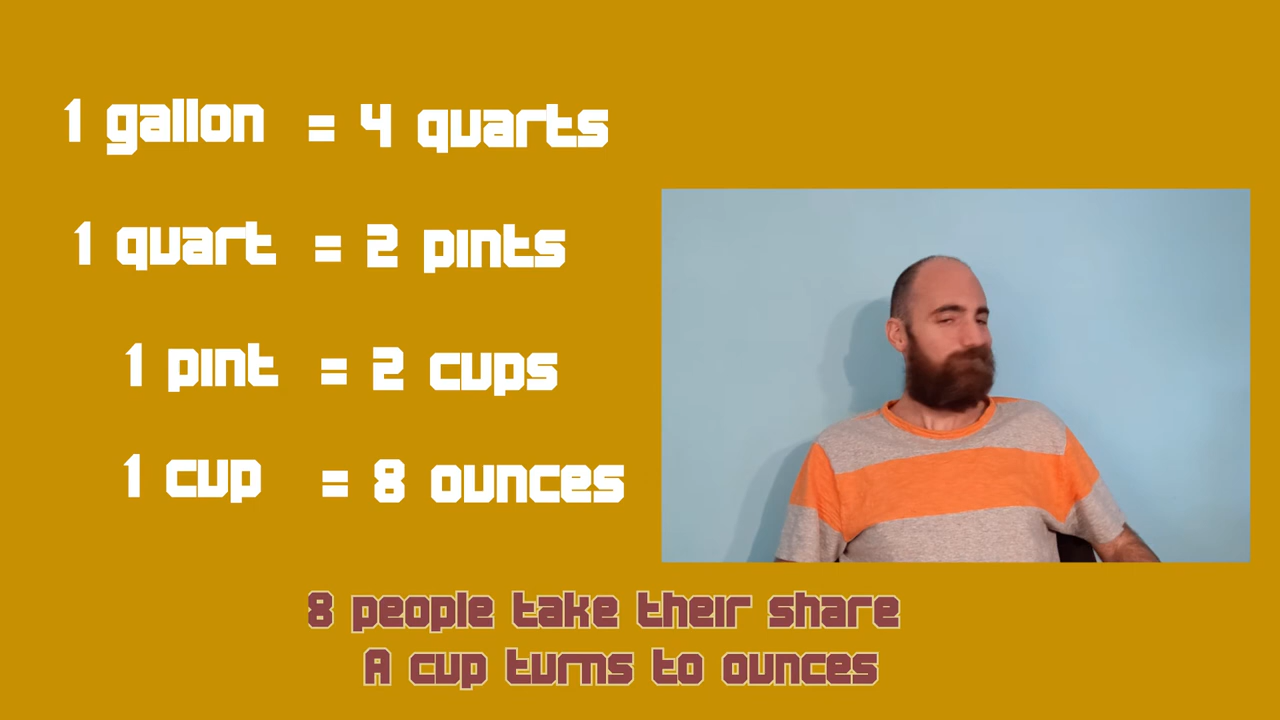 1 gallon = 4 quarts
1 quart = 2 pints
1 pint = 2 cups
1 cup = 8 ounces
8 people take their share
A cup turns to ounces